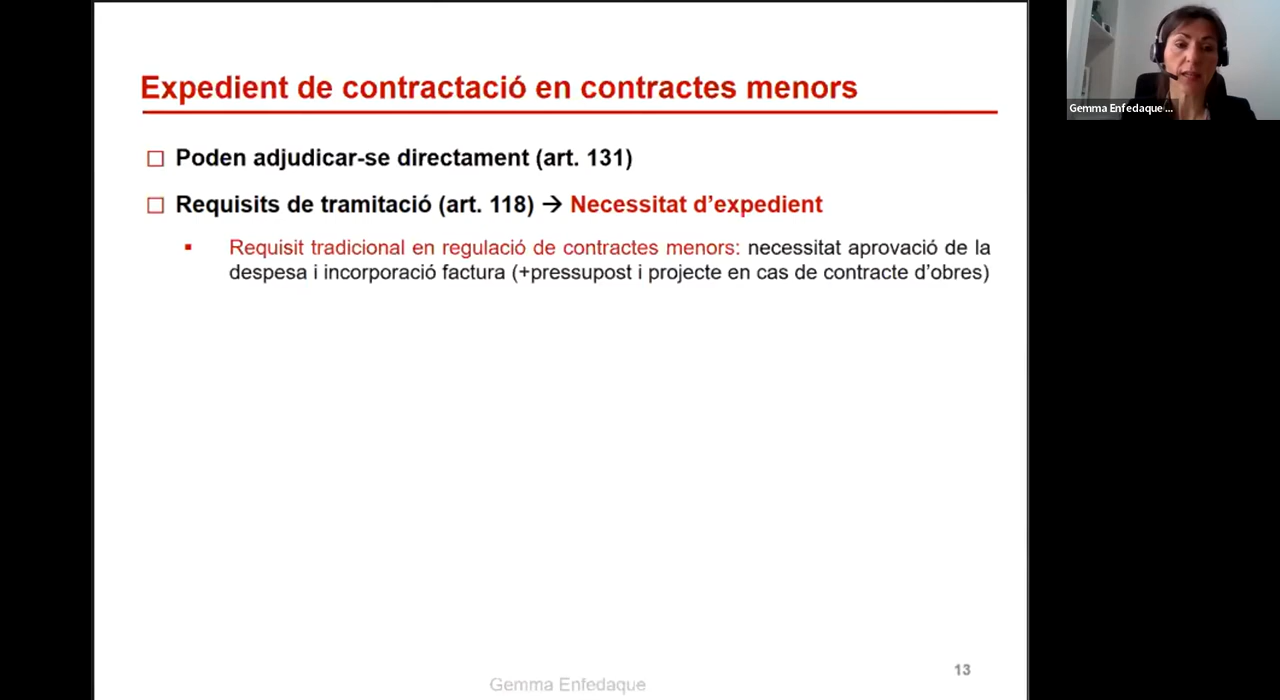 Expedient de contractació en contractes menors
Poden adjudicar-se directament (art. 131)
Requisits de tramitació (art. 118) → Necessitat d’expedient
Requisit tradicional en regulació de contractes menors: necessitat aprovació de la
despesa i incorporació factura (+pressupost i projecte en cas de contracte d’obres)
13
Gemma Enfedaque
Gemma Enfedaque ...